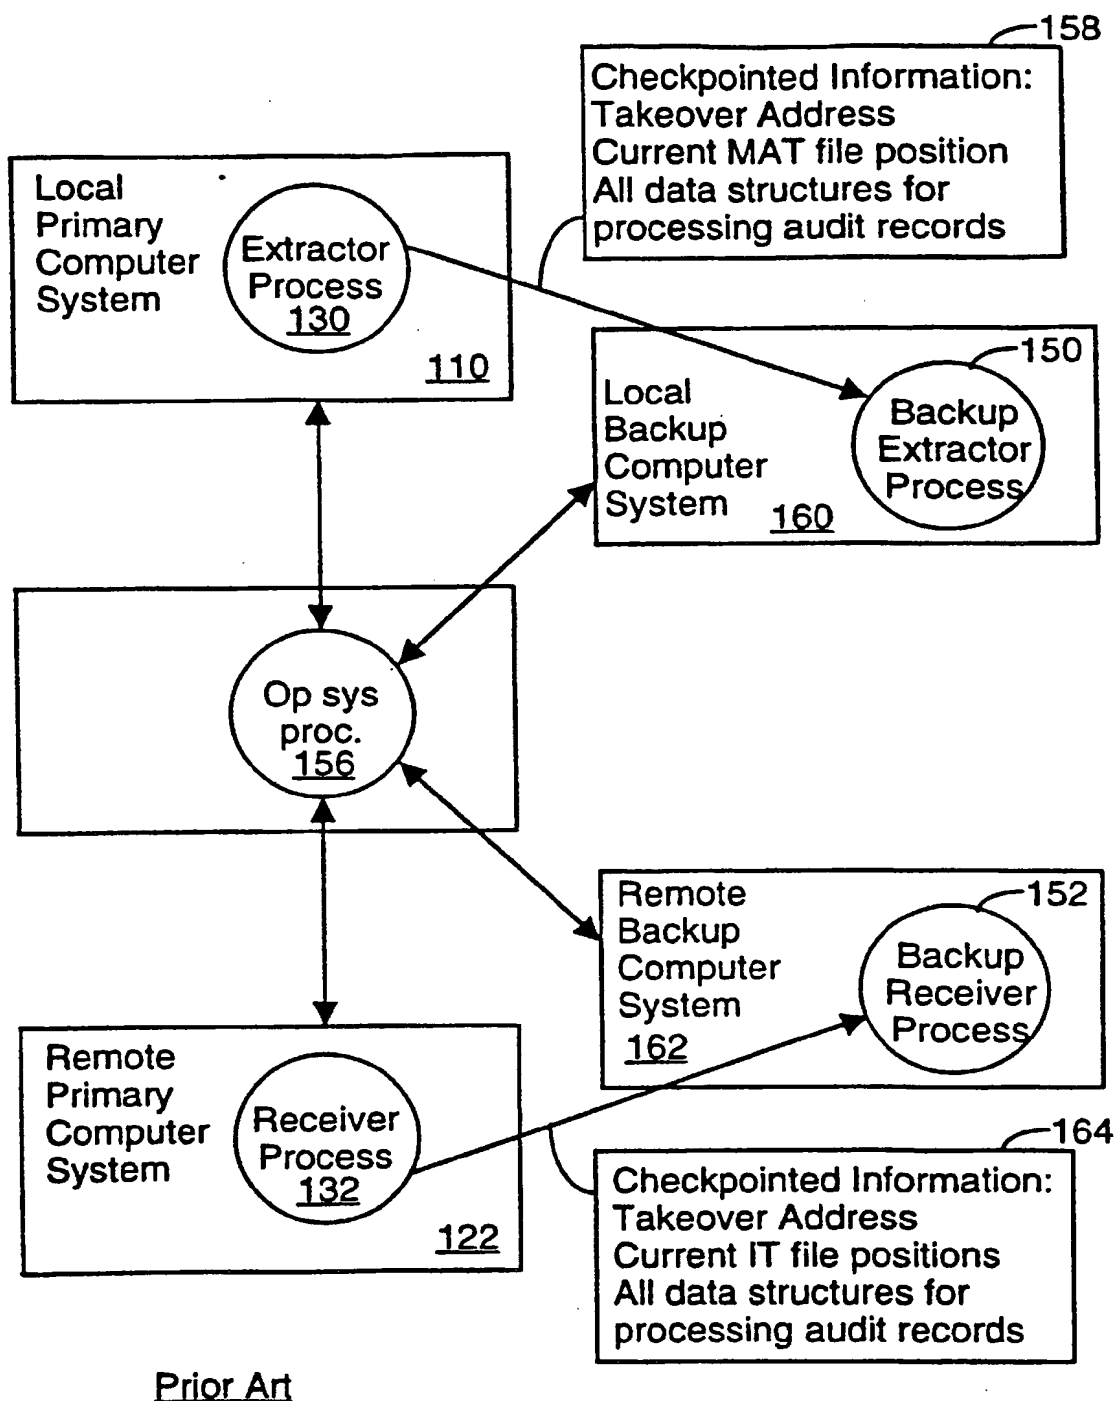 158
Checkpointed Information:
Takeover Address
Current MAT file position
All data structures for
processing audit records
Local
Primary
Computer
System
Extractor
Process
130
110
150
Local
Backup
Computer
System
160
Backup
Extractor
Process
Op sys
proc.
156
Remote
Backup
Computer
System
162
152
Backup
Receiver
Process
Remote
Primary
Computer
System
Receiver
Process
132
122
164
Checkpointed Information:
Takeover Address
Current IT file positions
All data structures for
processing audit records
Prior Art